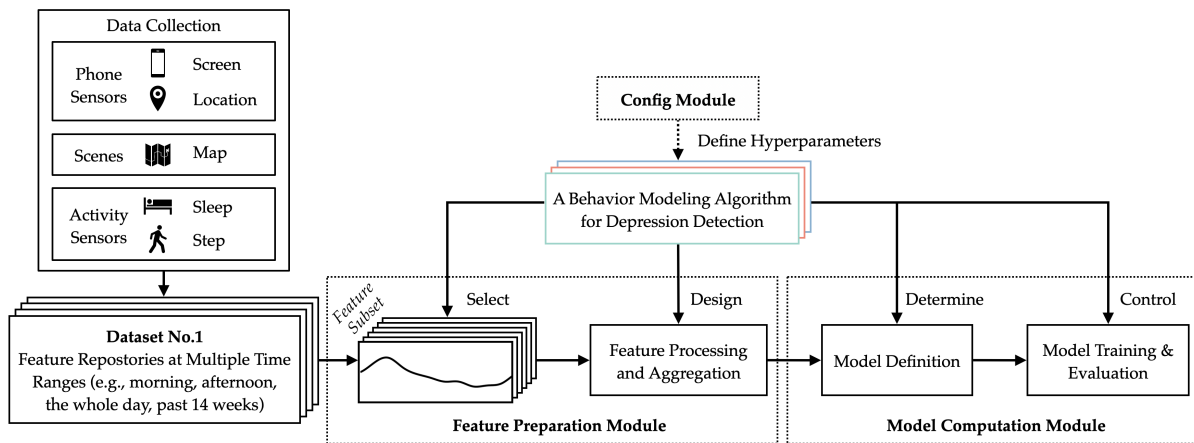 Data Collection
Phone
Sensors
Screen
Location
Scenes
Map
Activity
Sensors
Sleep
Step
Config Module
Define Hyperparameters
A Behavior Modeling Algorithm
for Depression Detection
Dataset No.1
Feature Repostories at Multiple Time
Ranges (e.g., morning, afternoon,
the whole day, past 14 weeks)
Feature
Subset
Select
Design
Feature Processing
and Aggregation
Feature Preparation Module
Determine
Control
Model Definition
Model Training &
Evaluation
Model Computation Module